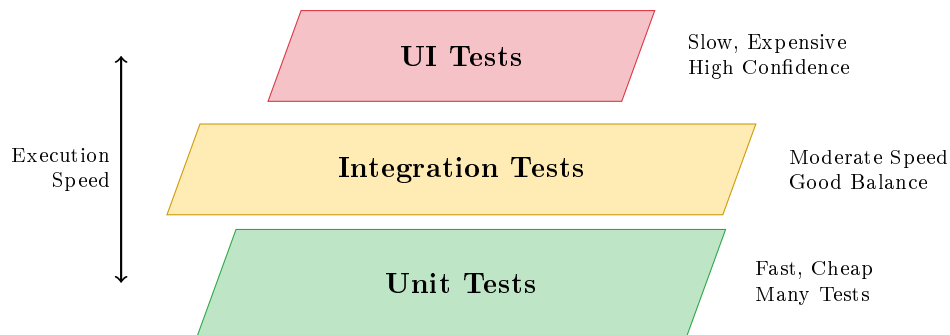 UI Tests
Slow, Expensive
High Confidence
Execution
Speed
Integration Tests
Moderate Speed
Good Balance
Unit Tests
Fast, Cheap
Many Tests